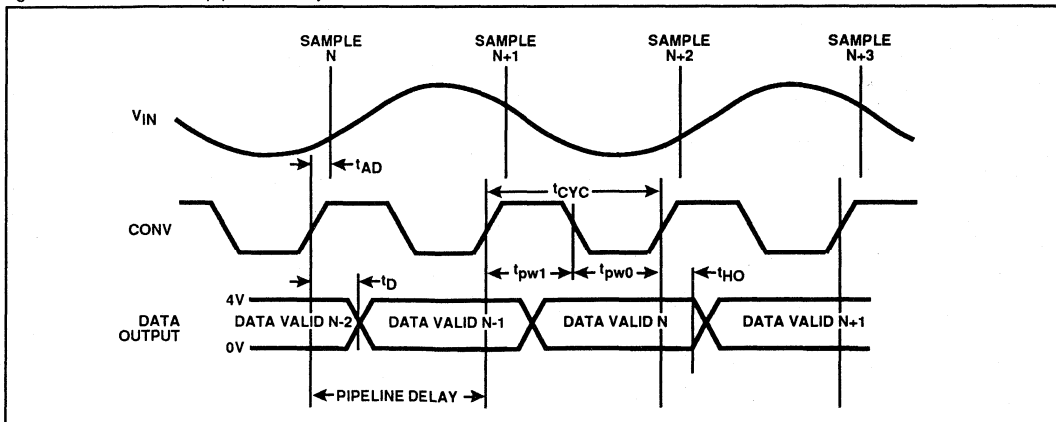 SAMPLE
N
SAMPLE
N+1
SAMPLE
N+2
SAMPLE
N+3
VIN
tAD
tCYC
CONV
tpw1
tpw0
tHO
tD
4V
DATA
OUTPUT
DATA VALID N-2
DATA VALID N-1
DATA VALID N
DATA VALID N+1
0V
PIPELINE DELAY